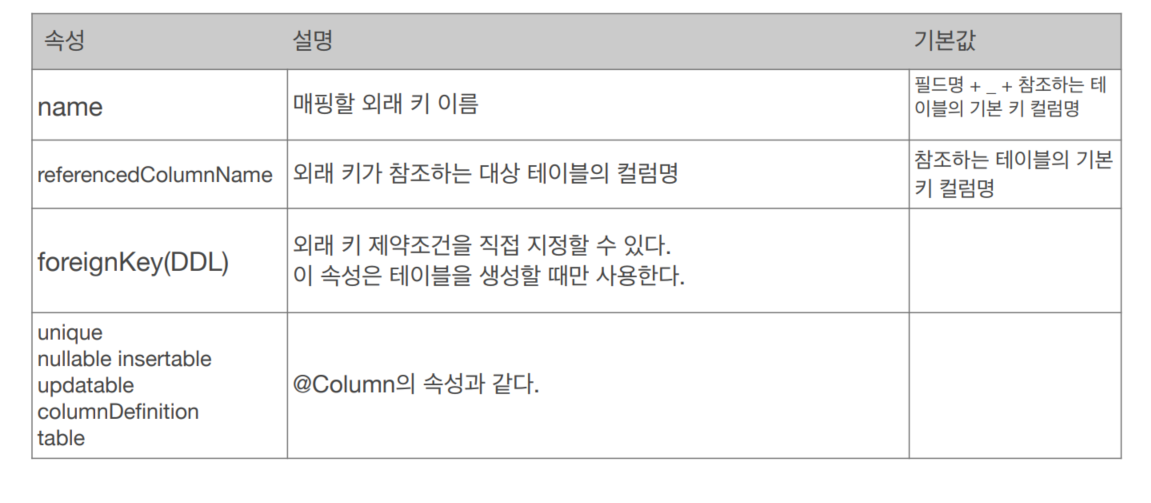 속성 설명 기본값
name 매핑할 외래 키 이름 필드명 + _ + 참조하는 테
이블의 기본 키 컬럼명
referencedColumnName 외래 키가 참조하는 대상 테이블의 컬럼명 참조하는 테이블의 기본
키 컬럼명
foreignKey(DDL) 외래 키 제약조건을 직접 지정할 수 있다.
이 속성은 테이블을 생성할 때만 사용한다.
unique
nullable insertable
updatable
columnDefinition
table
@Column의 속성과 같다.